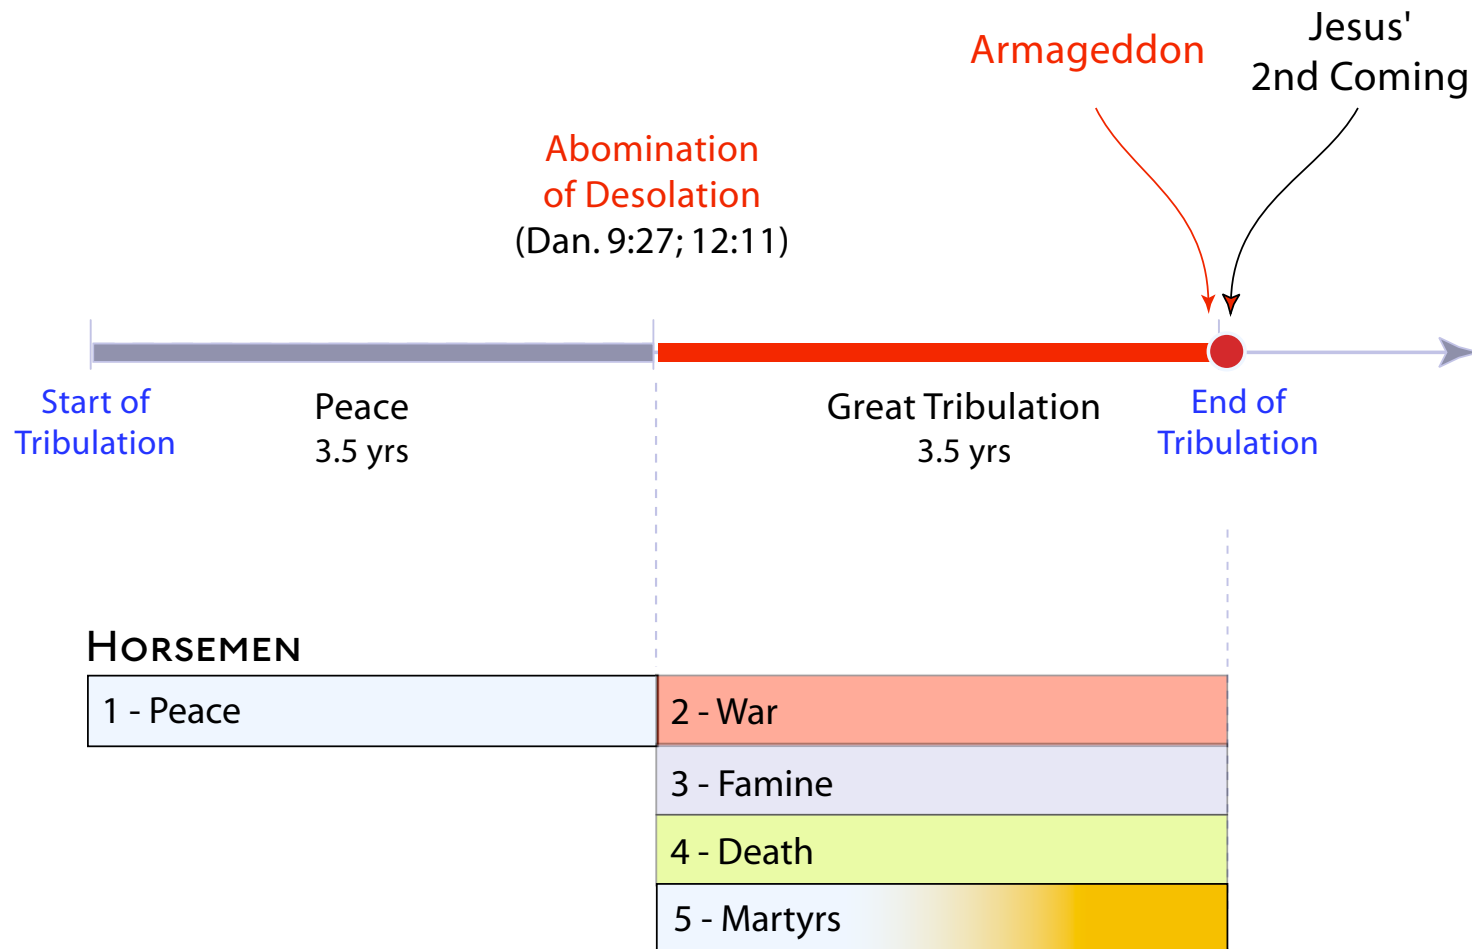 Armageddon
Jesus'
2nd Coming
Abomination
of Desolation
(Dan. 9:27; 12:11)
Start of
Tribulation
Peace
3.5 yrs
Great Tribulation
3.5 yrs
End of
Tribulation
HORSEMEN
1 - Peace
2 - War
3 - Famine
4 - Death
5 - Martyrs